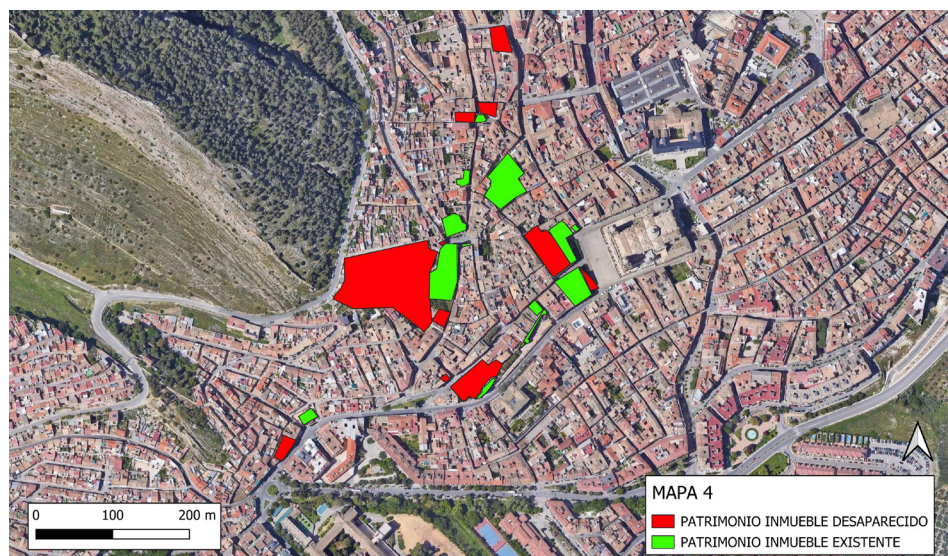 0 100 200 m
MAPA 4
PATRIMONIO INMUEBLE DESAPARECIDO
PATRIMONIO INMUEBLE EXISTENTE